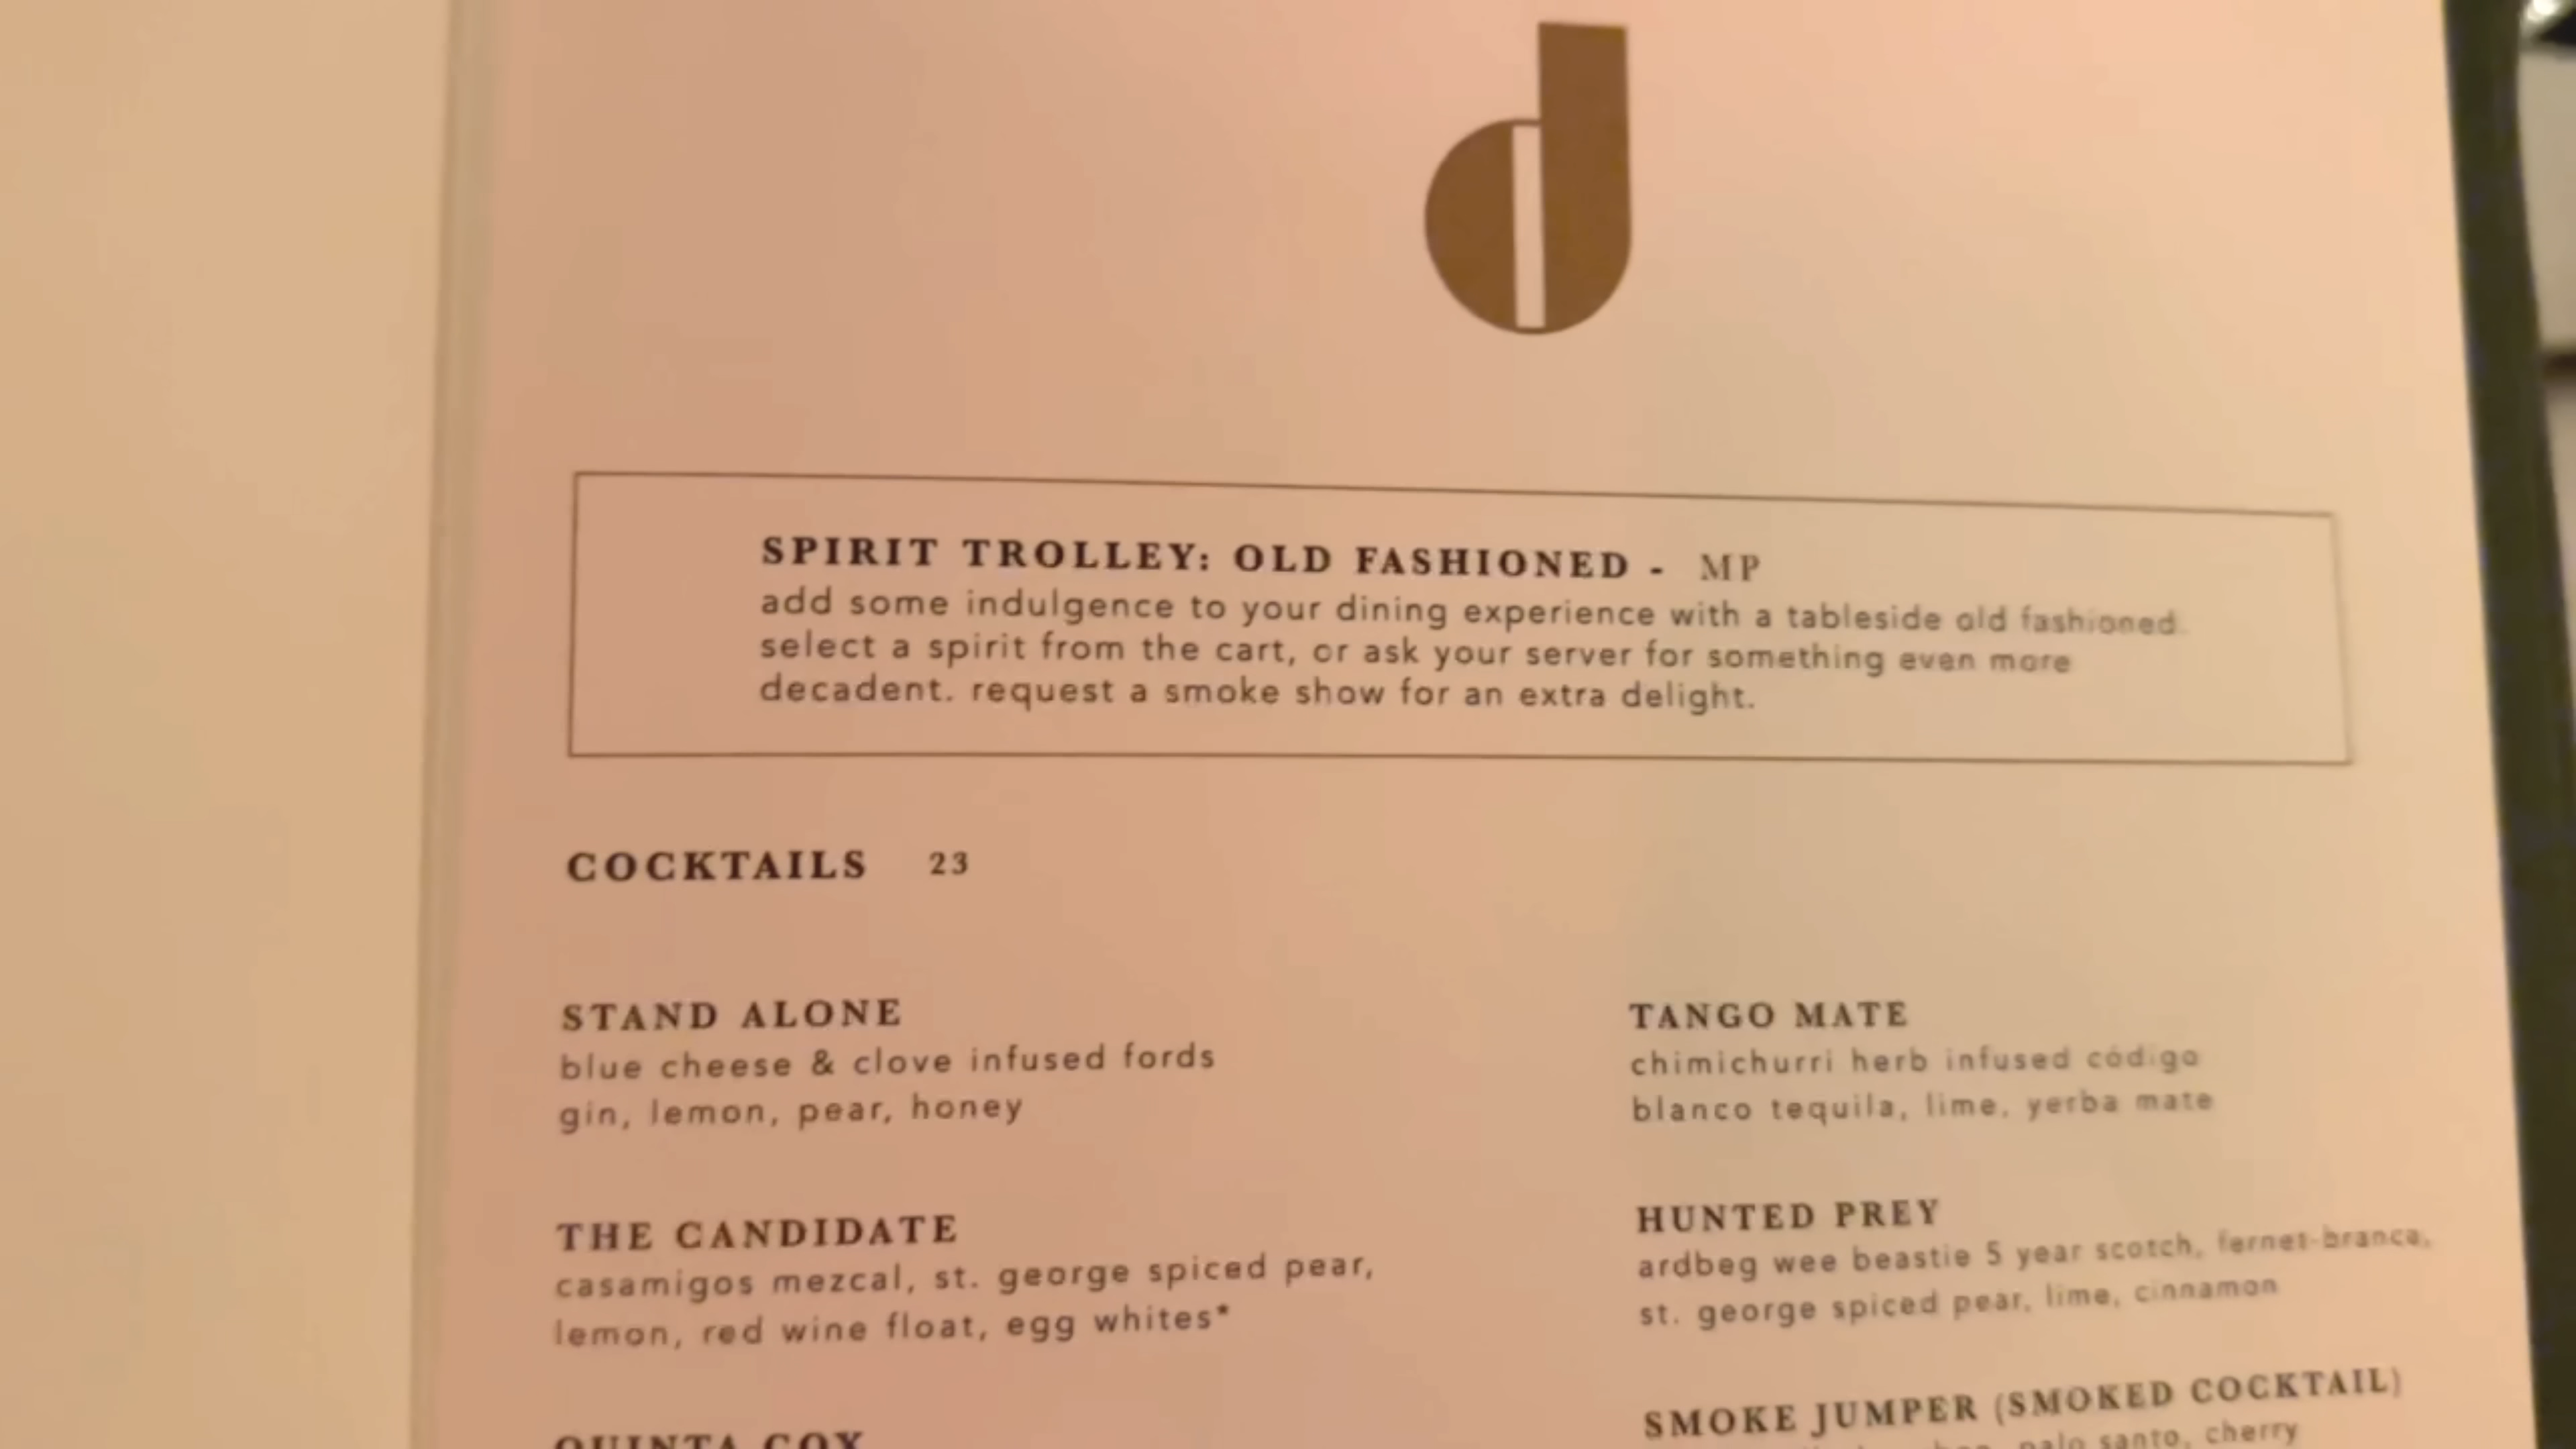 d
SPIRIT TROLLEY: OLD FASHIONED - MP
add some indulgence to your dining experience with a tableside old fashioned.
select a spirit from the cart, or ask your server for something even more
decadent. request a smoke show for an extra delight.
COCKTAILS 23
STAND ALONE
blue cheese & clove infused fords
gin, lemon, pear, honey
THE CANDIDATE
casamigos mezcal, st. george spiced pear,
lemon, red wine float, egg whites*
QUINTA COX
TANGO MATE
chimichurri herb infused código
blanco tequila, lime, yerba mate
HUNTED PREY
ardbeg wee beastie 5 year scotch, fernet-branca,
st. george spiced pear, lime, cinnamon
SMOKE JUMPER (SMOKED COCKTAIL)
palo santo, cherry